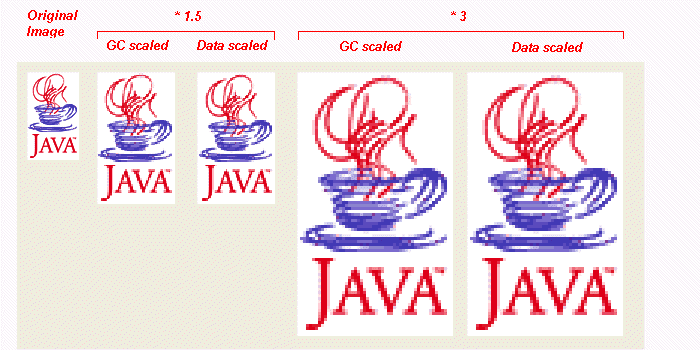 Original
Image
* 1.5
* 3
GC scaled
Data scaled
GC scaled
Data scaled
JAVA™
JAVA™
JAVA™
JAVA™
JAVA™